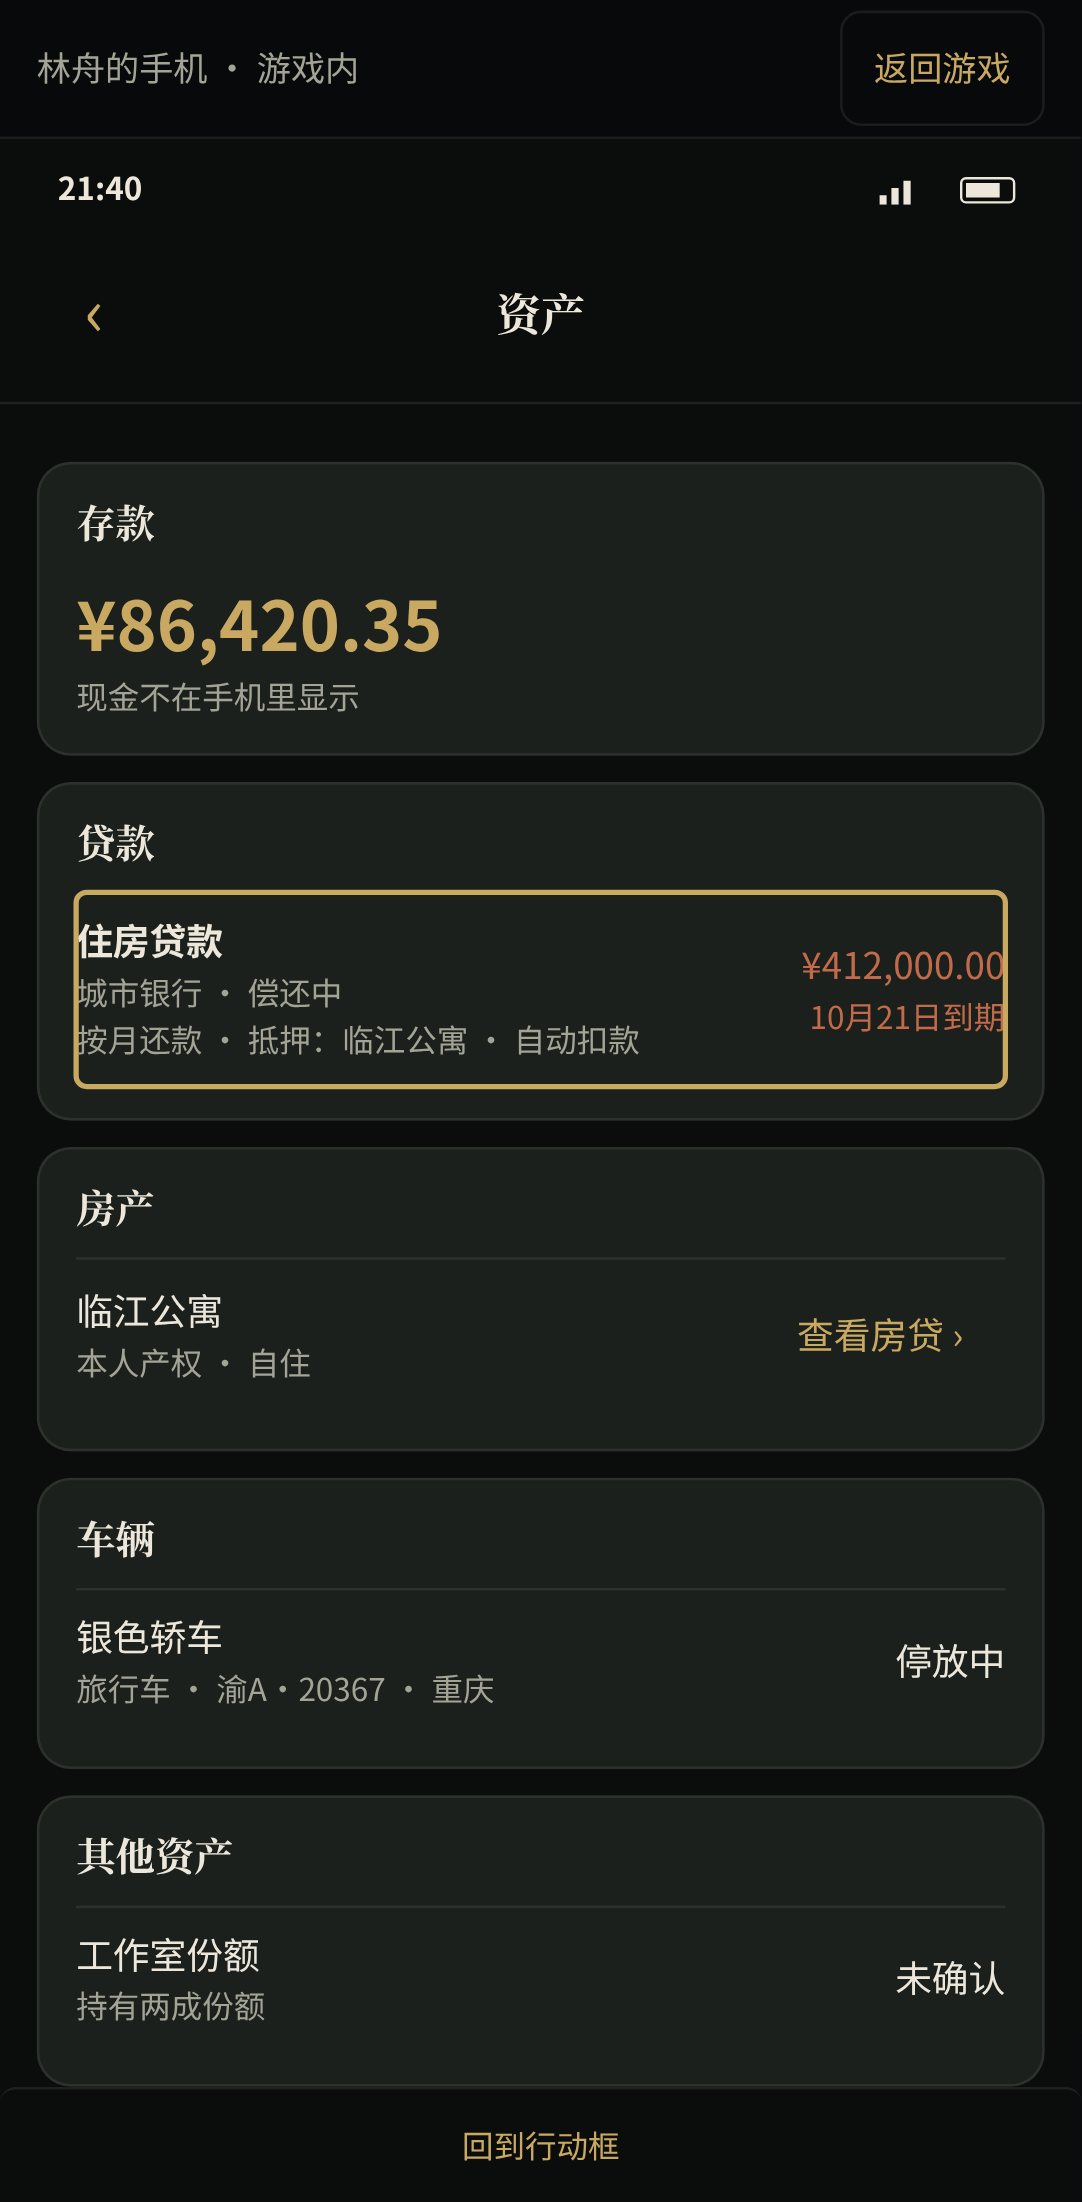 林舟的手机 · 游戏内
返回游戏
21:40
‹ 资产
存款
¥86,420.35
现金不在手机里显示
贷款
住房贷款
城市银行 · 偿还中
按月还款 · 抵押：临江公寓 · 自动扣款
¥412,000.00
10月21日到期
房产
临江公寓
本人产权 · 自住
查看房贷 ›
车辆
银色轿车
旅行车 · 渝A·20367 · 重庆
停放中
其他资产
工作室份额
持有两成份额
未确认
回到行动框